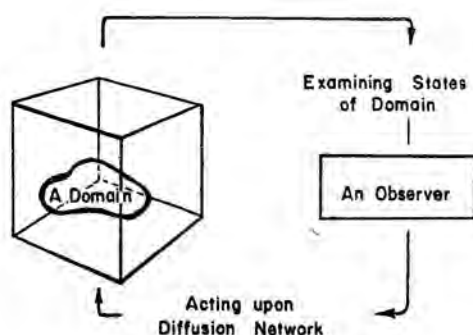 Examining States
of Domain
A Domain
An Observer
Acting upon
Diffusion Network